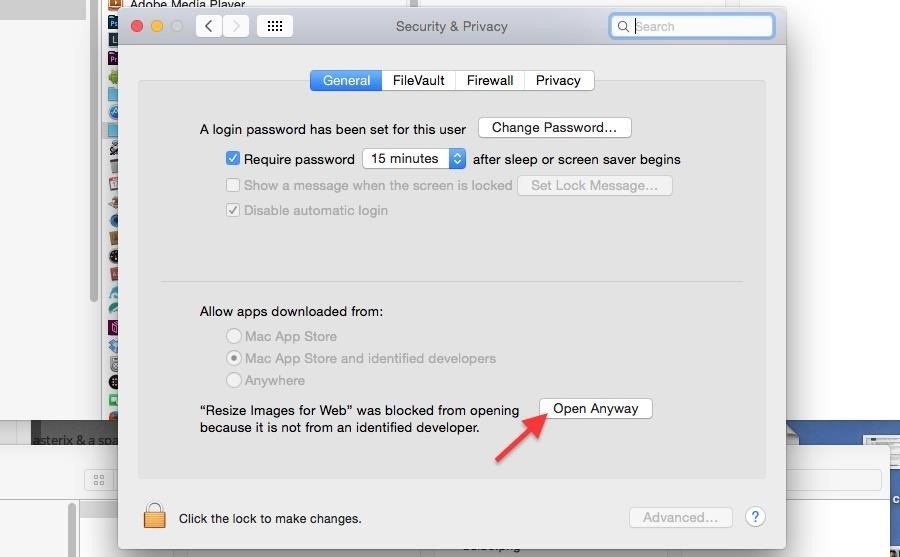 Adobe Media Player
Security & Privacy
Search
General FileVault Firewall Privacy
A login password has been set for this user Change Password...
Require password 15 minutes after sleep or screen saver begins
Show a message when the screen is locked Set Lock Message...
Disable automatic login
Allow apps downloaded from:
Mac App Store
Mac App Store and identified developers
Anywhere
“Resize Images for Web” was blocked from opening Open Anyway
because it is not from an identified developer.
asterix & a spa
Click the lock to make changes. Advanced... ?